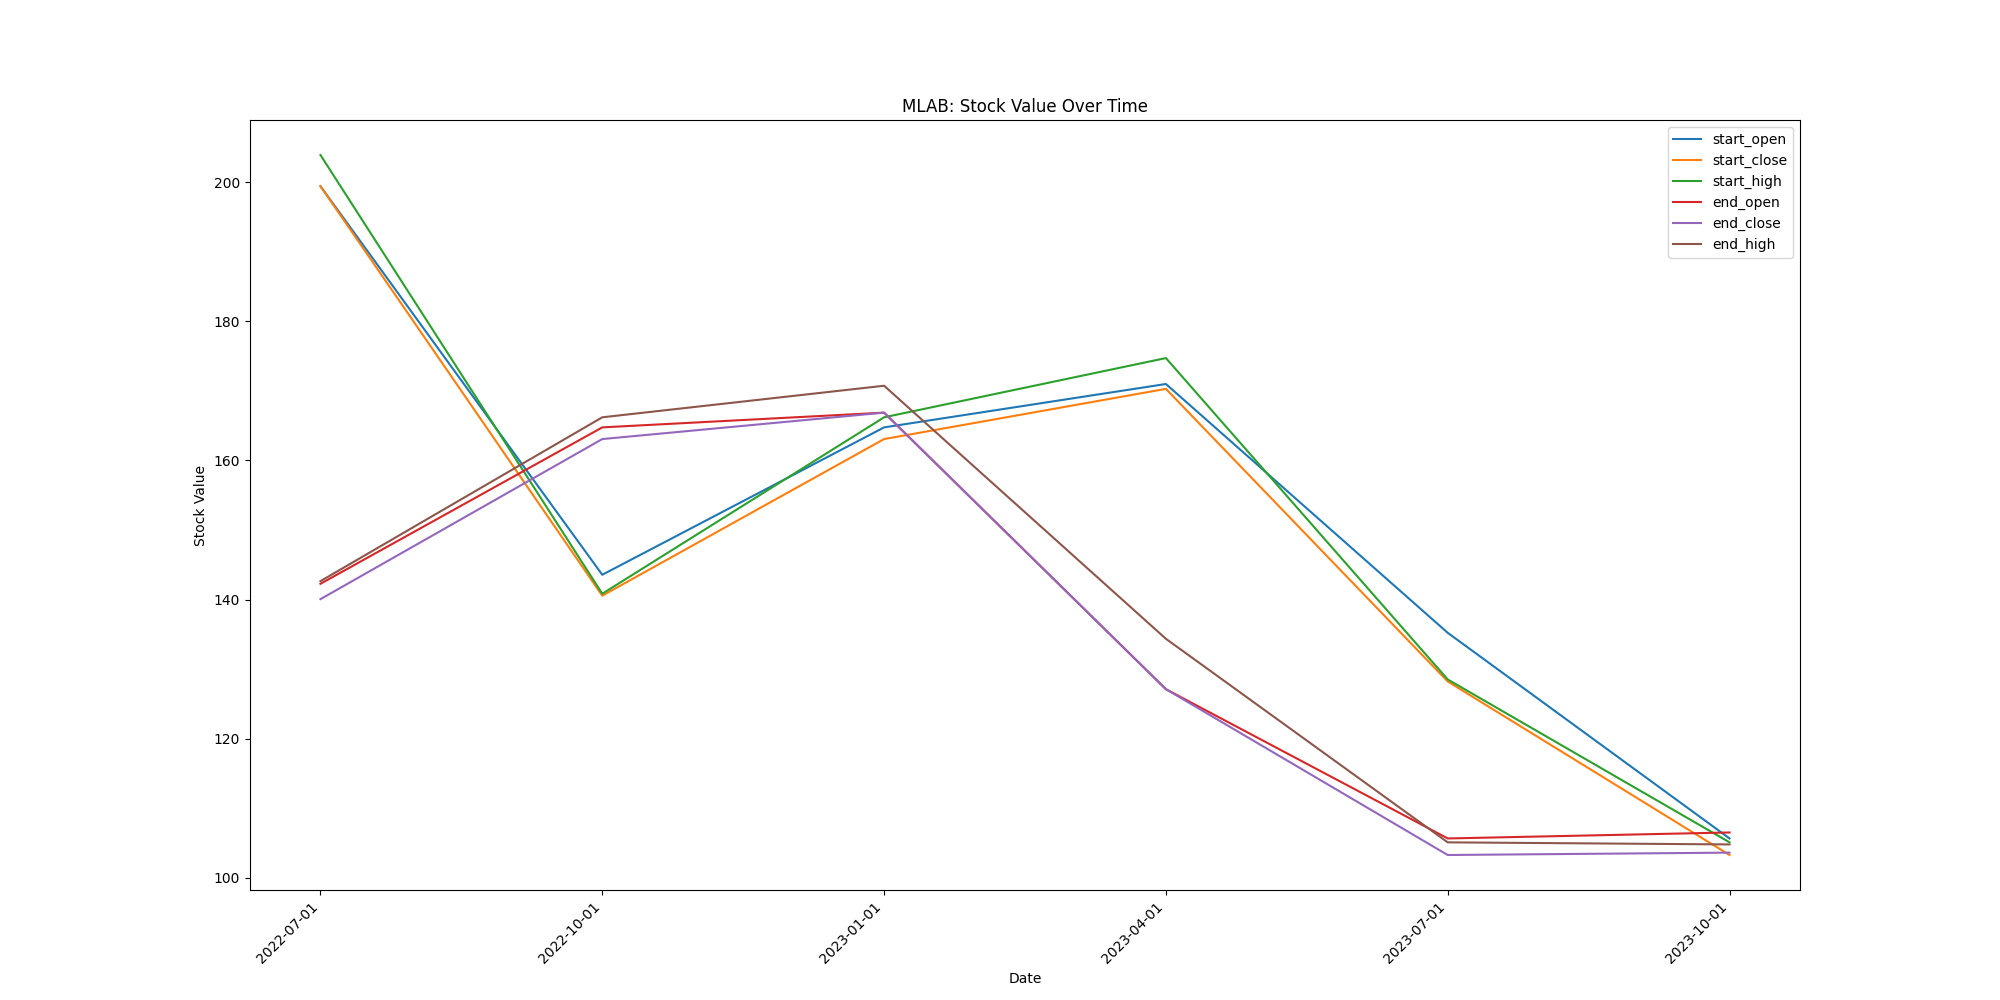 MLAB: Stock Value Over Time
start_open
start_close
start_high
end_open
end_close
end_high
Stock Value
200
180
160
140
120
100
2022-07-01
2022-10-01
2023-01-01
2023-04-01
2023-07-01
2023-10-01
Date